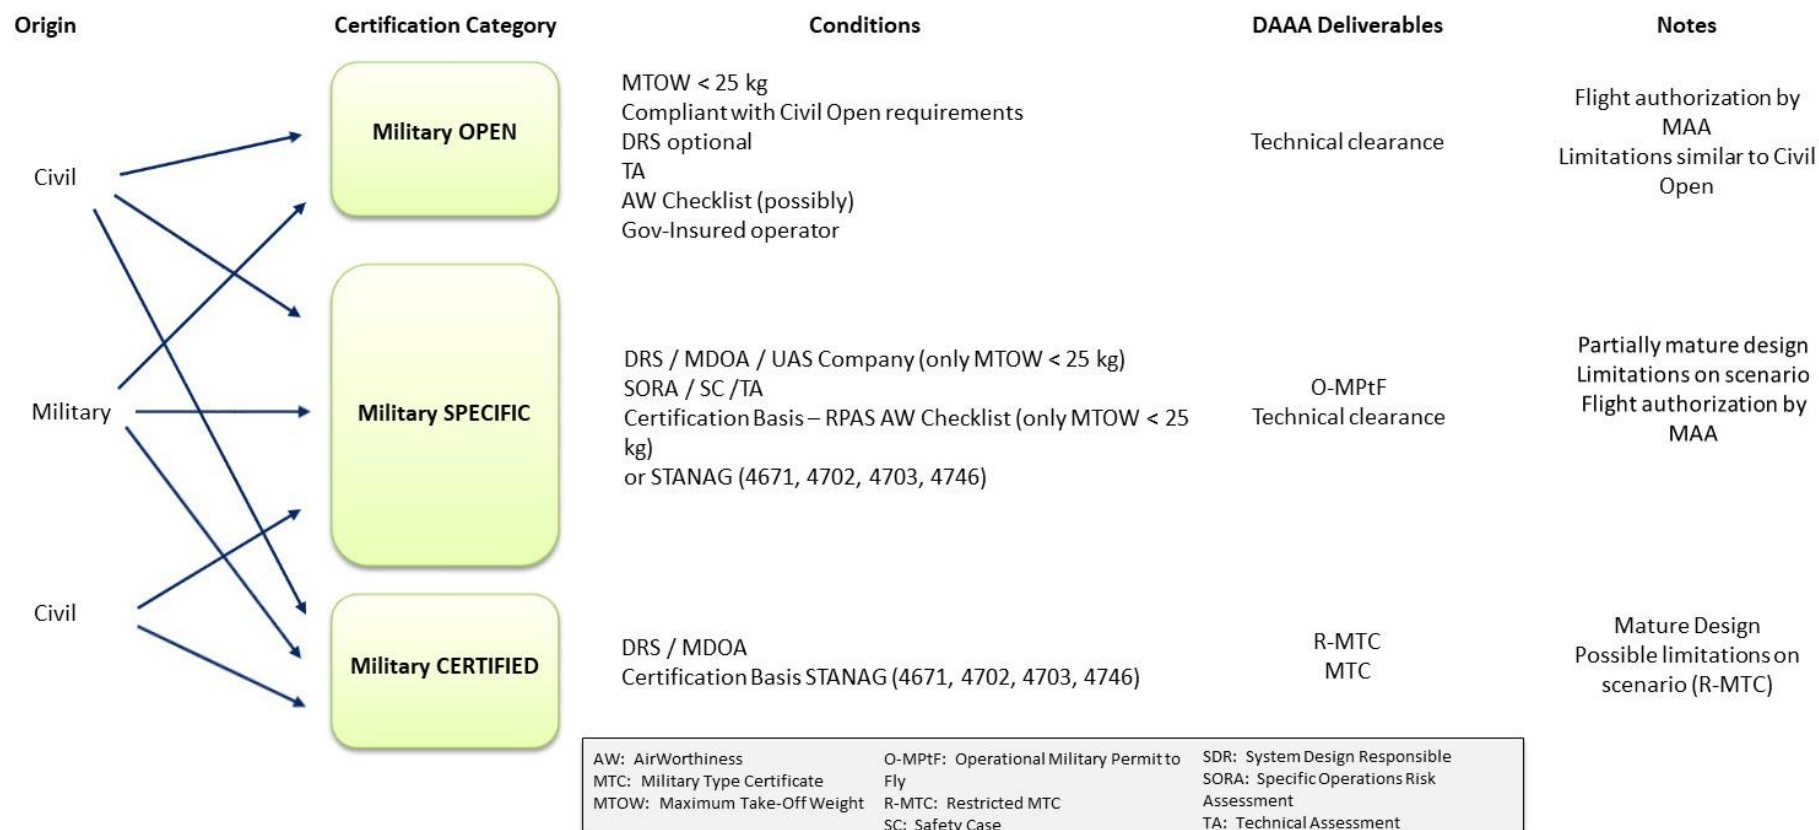 Origin
Certification Category
Conditions
DAAA Deliverables
Notes
Civil
Military OPEN
MTOW < 25 kg
Compliant with Civil Open requirements
DRS optional
TA
AW Checklist (possibly)
Gov-Insured operator
Technical clearance
Flight authorization by
MAA
Limitations similar to Civil
Open
Military
Military SPECIFIC
DRS / MDOA / UAS Company (only MTOW < 25 kg)
SORA / SC /TA
Certification Basis – RPAS AW Checklist (only MTOW < 25
kg)
or STANAG (4671, 4702, 4703, 4746)
O-MPtF
Technical clearance
Partially mature design
Limitations on scenario
Flight authorization by
MAA
Civil
Military CERTIFIED
DRS / MDOA
Certification Basis STANAG (4671, 4702, 4703, 4746)
R-MTC
MTC
Mature Design
Possible limitations on
scenario (R-MTC)
AW: AirWorthiness
MTC: Military Type Certificate
MTOW: Maximum Take-Off Weight
O-MPtF: Operational Military Permit to
Fly
R-MTC: Restricted MTC
SC: Safety Case
SDR: System Design Responsible
SORA: Specific Operations Risk
Assessment
TA: Technical Assessment